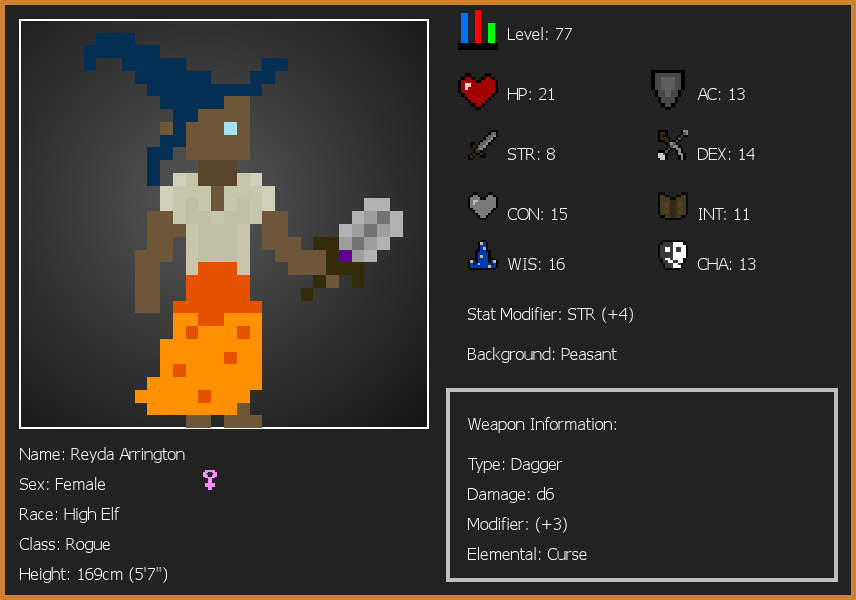 Level: 77
HP: 21
AC: 13
STR: 8
DEX: 14
CON: 15
INT: 11
WIS: 16
CHA: 13
Stat Modifier: STR (+4)
Background: Peasant
Weapon Information:
Type: Dagger
Damage: d6
Modifier: (+3)
Elemental: Curse
Name: Reyda Arrington
Sex: Female
Race: High Elf
Class: Rogue
Height: 169cm (5'7")